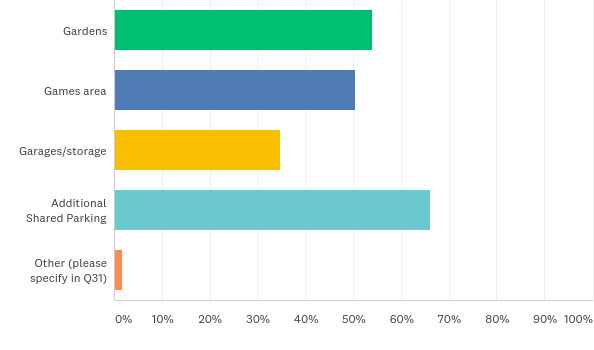 Gardens
Games area
Garages/storage
Additional
Shared Parking
Other (please
specify in Q31)
0% 10% 20% 30% 40% 50% 60% 70% 80% 90% 100%